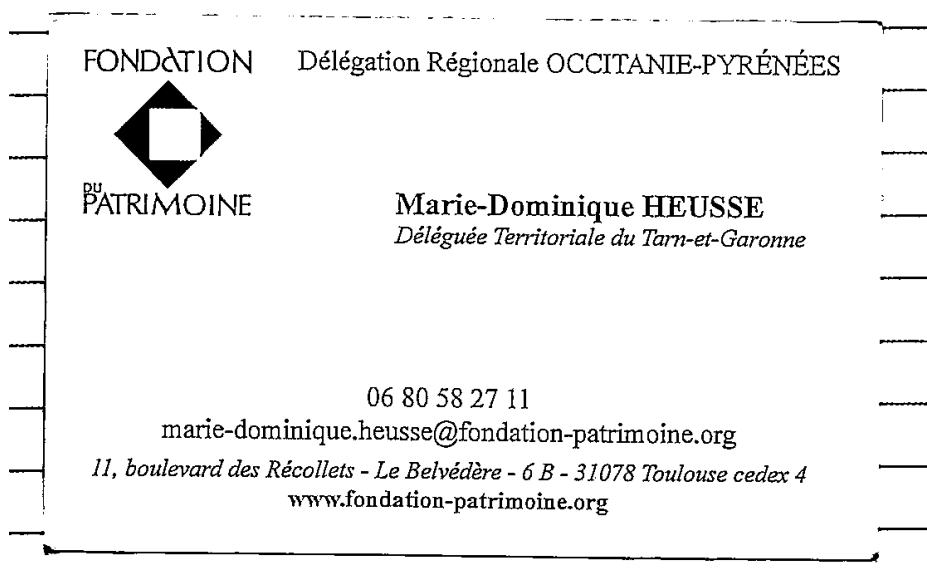 FONDATION
DU
PATRIMOINE
Délégation Régionale OCCITANIE-PYRÉNÉES
Marie-Dominique HEUSSE
Déléguée Territoriale du Tarn-et-Garonne
06 80 58 27 11
marie-dominique.heusse@fondation-patrimoine.org
11, boulevard des Récollets - Le Belvédère - 6 B - 31078 Toulouse cedex 4
www.fondation-patrimoine.org